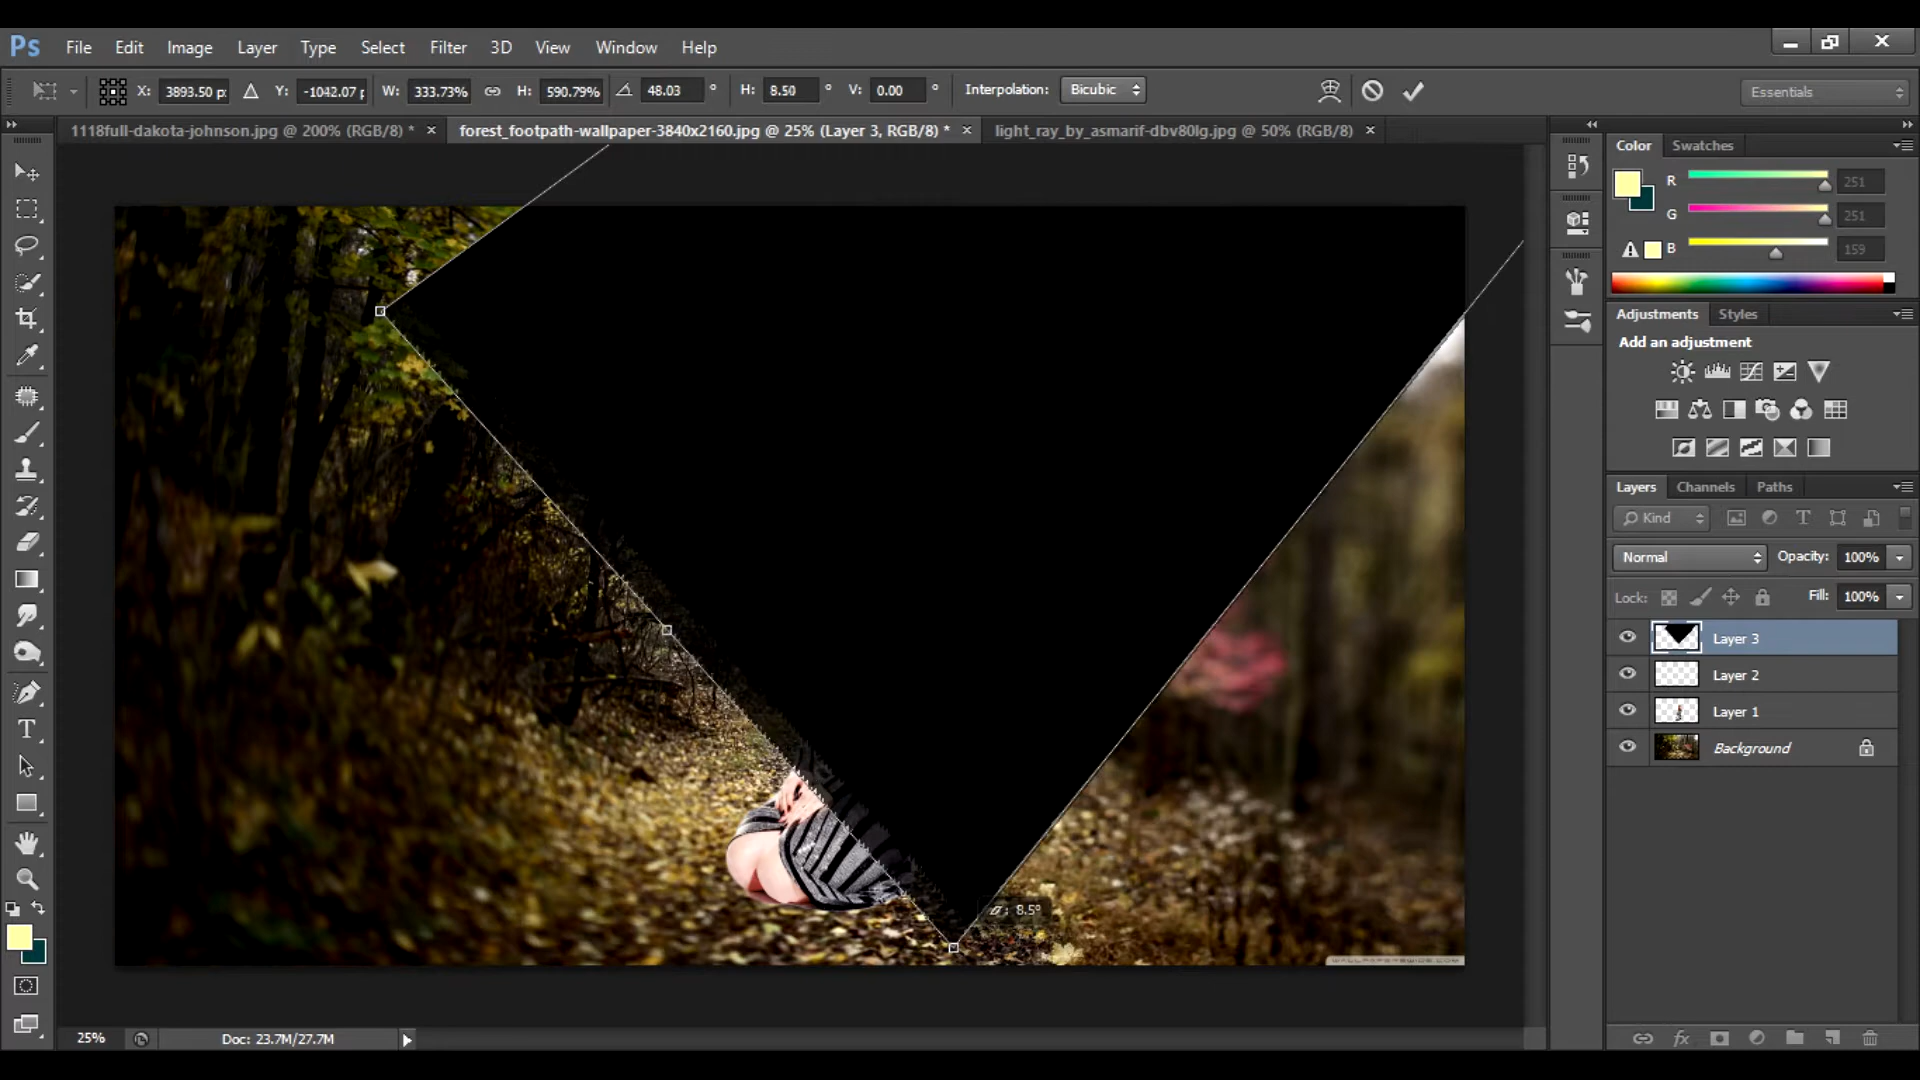 Ps File Edit Image Layer Type Select Filter 3D View Window Help
X: 3893.50 p: Y: -1042.07 p W: 333.73% H: 590.79% 48.03 ° H: 8.50 ° V: 0.00 ° Interpolation: Bicubic Essentials
1118full-dakota-johnson.jpg @ 200% (RGB/8) * × forest_footpath-wallpaper-3840x2160.jpg @ 25% (Layer 3, RGB/8) * × light_ray_by_asmarif-dbv80lg.jpg @ 50% (RGB/8) ×
Color Swatches
R 251
G 251
B 159
Adjustments Styles
Add an adjustment
Layers Channels Paths
Kind
Normal Opacity: 100%
Lock: Fill: 100%
Layer 3
Layer 2
Layer 1
Background
: 8.5°
25% Doc: 23.7M/27.7M